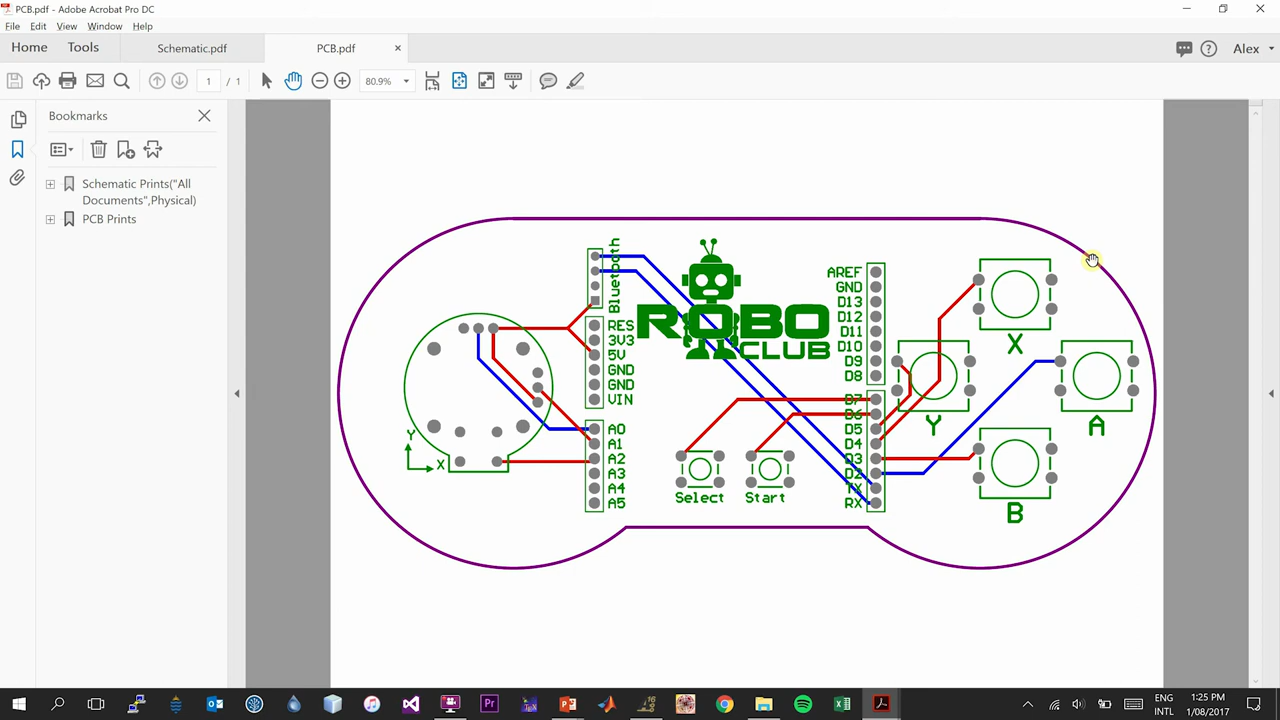 PCB.pdf - Adobe Acrobat Pro DC
File Edit View Window Help
Home Tools Schematic.pdf PCB.pdf × Alex
1 / 1 80.9%
Bookmarks
Schematic Prints("All
Documents",Physical)
PCB Prints
Bluetooth
RES
3V3
5V
GND
GND
VIN
A0
A1
A2
A3
A4
A5
Y
X
ROBO
CLUB
Select
Start
AREF
GND
D13
D12
D11
D10
D9
D8
D7
D6
D5
D4
D3
D2
TX
RX
X
Y
A
B
ENG
INTL
1:25 PM
1/08/2017